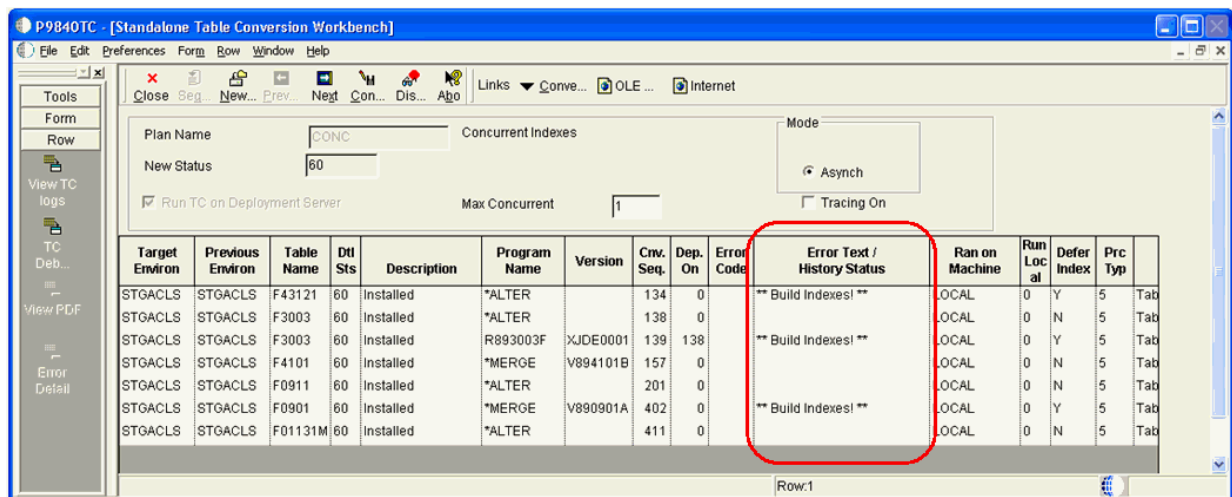 P9840TC - [Standalone Table Conversion Workbench]
File Edit Preferences Form Row Window Help
Tools
Form
Row
View TC logs
TC Deb...
View PDF
Error Detail
Close Seq... New... Prev... Next Con... Dis... Abo Links Conve... OLE ... Internet
Plan Name CONC Concurrent Indexes
New Status 60
Mode
Asynch
Run TC on Deployment Server Max Concurrent 1 Tracing On
Target Environ Previous Environ Table Name Dtl Sts Description Program Name Version Cnv. Seq. Dep. On Error Code Error Text / History Status Ran on Machine Run Loc al Defer Index Prc Typ
STGACLS STGACLS F43121 60 Installed *ALTER 134 0 ** Build Indexes! ** LOCAL 0 Y 5 Tab
STGACLS STGACLS F3003 60 Installed *ALTER 138 0 LOCAL 0 N 5 Tab
STGACLS STGACLS F3003 60 Installed R893003F XJDE0001 139 138 ** Build Indexes! ** LOCAL 0 Y 5 Tab
STGACLS STGACLS F4101 60 Installed *MERGE V894101B 157 0 LOCAL 0 N 5 Tab
STGACLS STGACLS F0911 60 Installed *ALTER 201 0 LOCAL 0 N 5 Tab
STGACLS STGACLS F0901 60 Installed *MERGE V890901A 402 0 ** Build Indexes! ** LOCAL 0 Y 5 Tab
STGACLS STGACLS F01131M 60 Installed *ALTER 411 0 LOCAL 0 N 5 Tab
Row:1